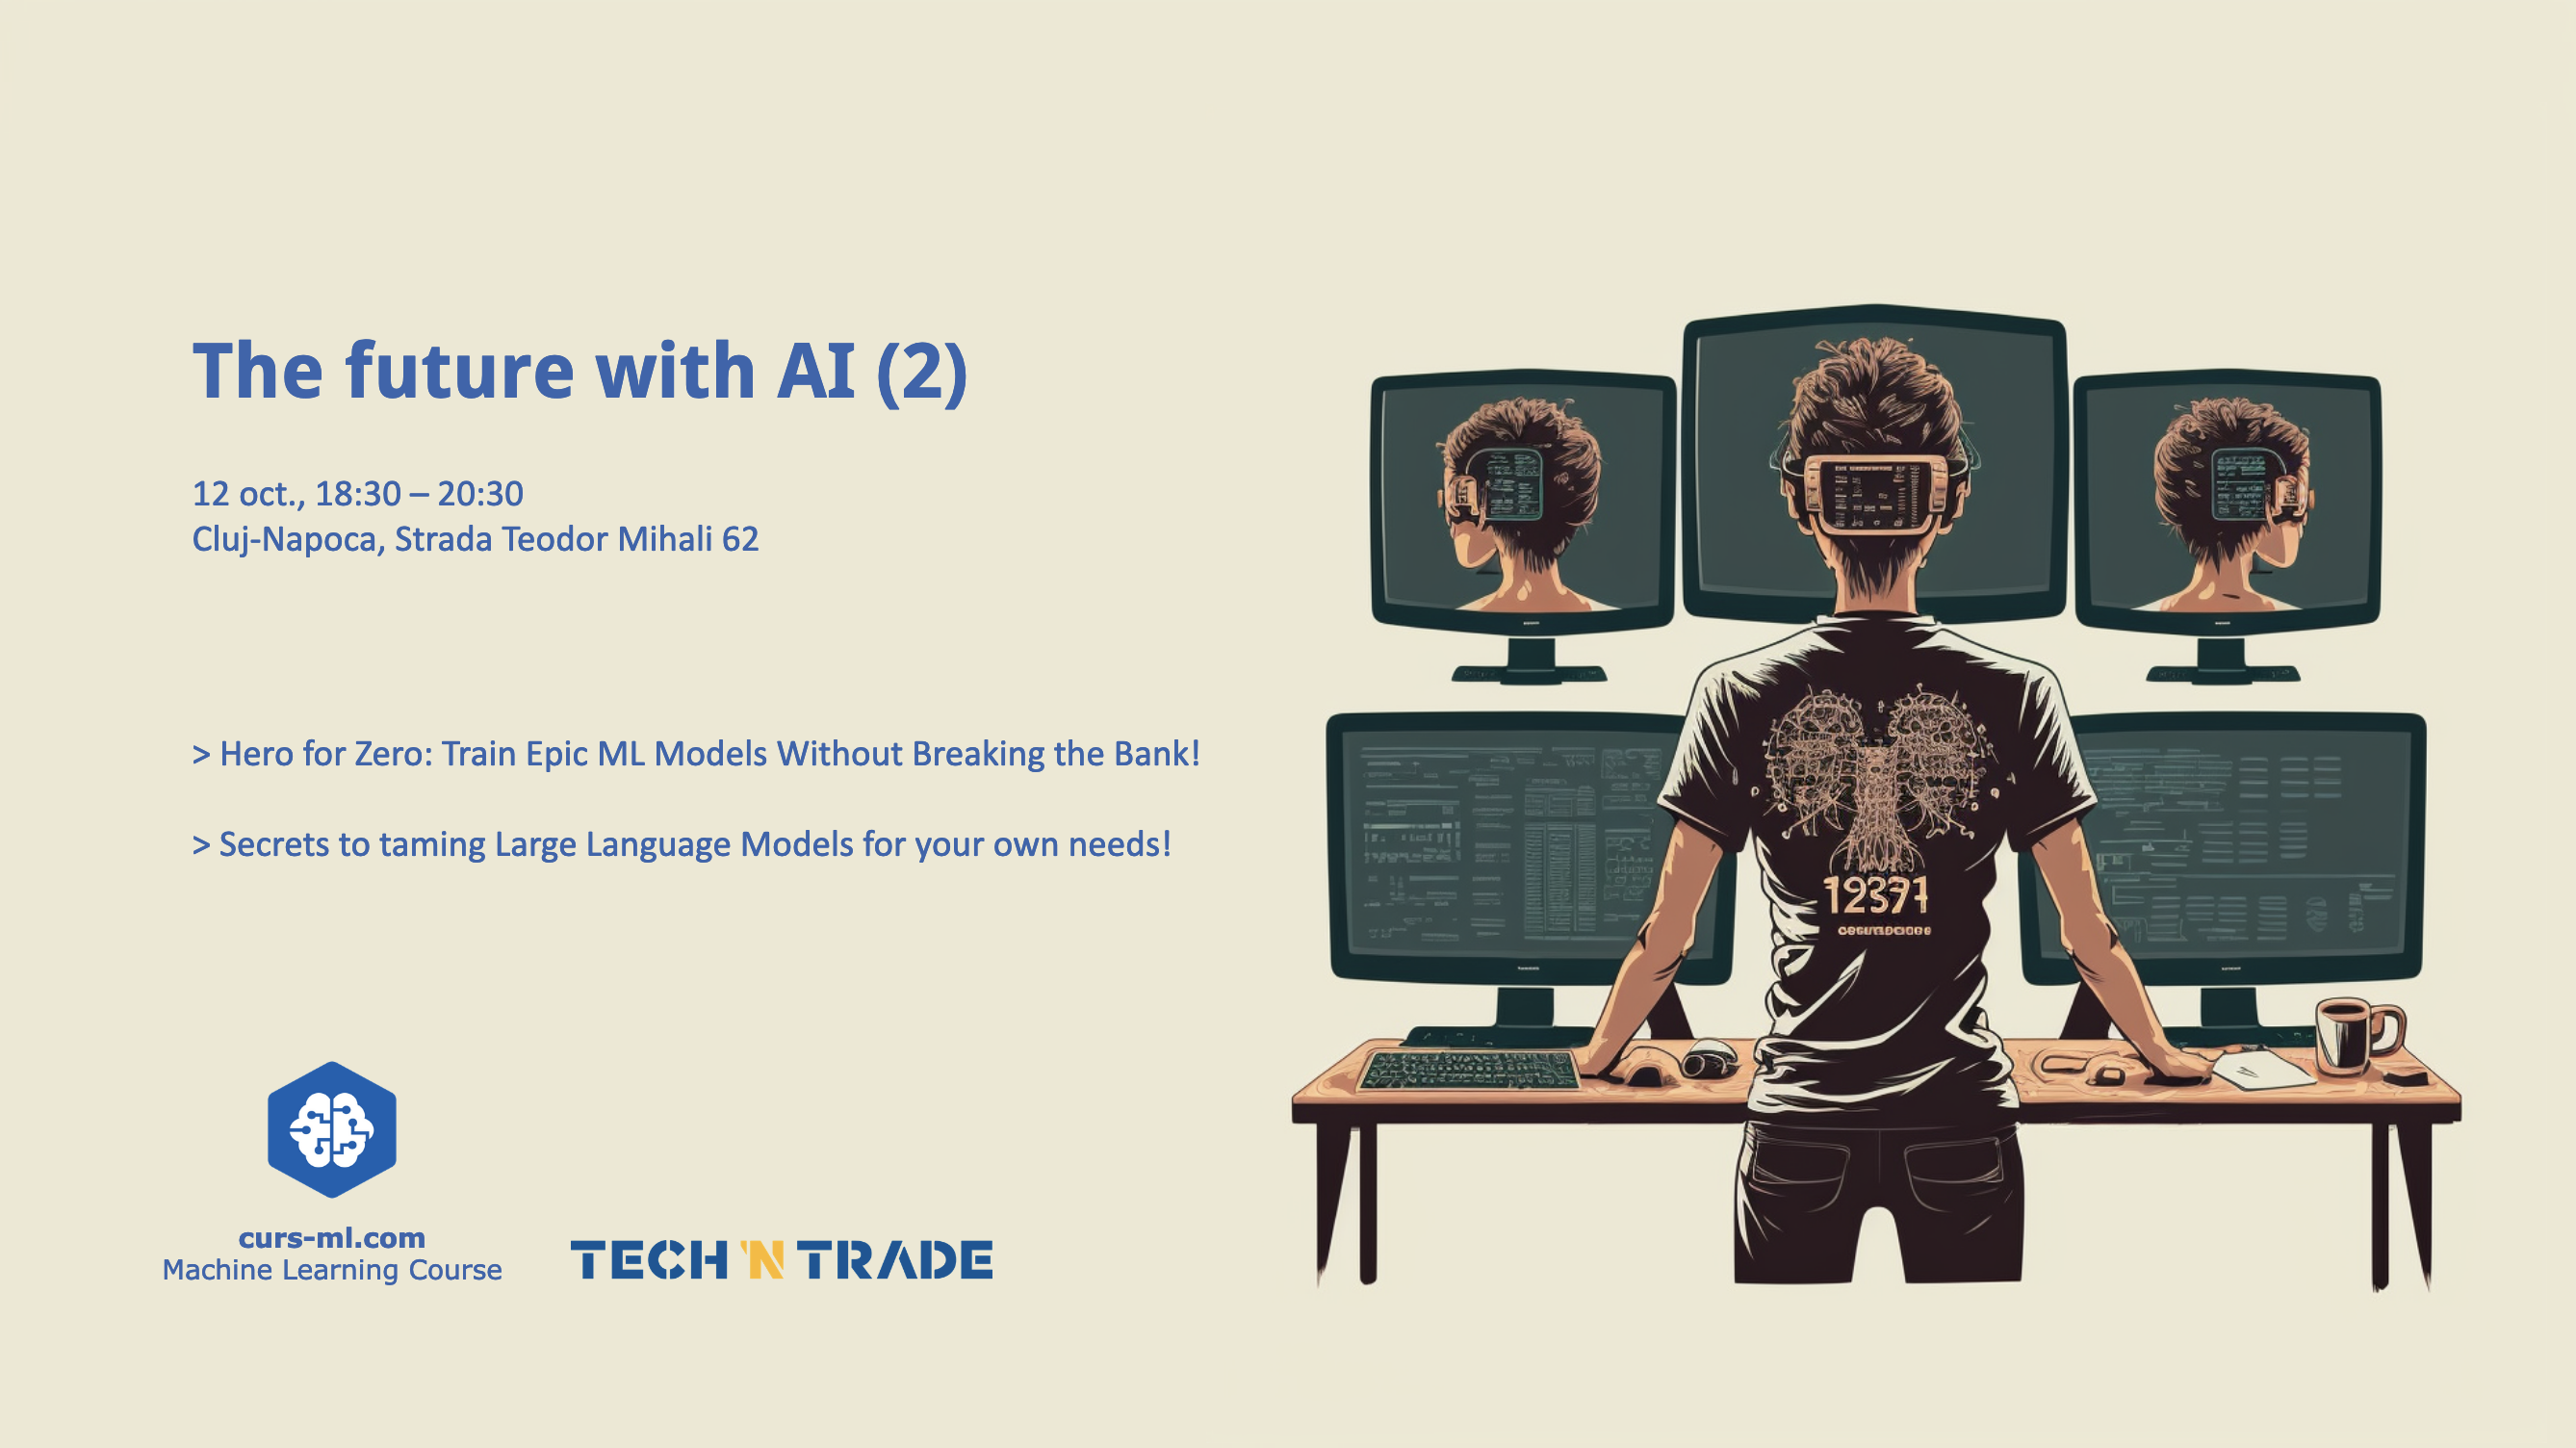 The future with AI (2)
12 oct., 18:30 – 20:30
Cluj-Napoca, Strada Teodor Mihali 62
> Hero for Zero: Train Epic ML Models Without Breaking the Bank!
> Secrets to taming Large Language Models for your own needs!
curs-ml.com
Machine Learning Course
TECH 'N TRADE
12371